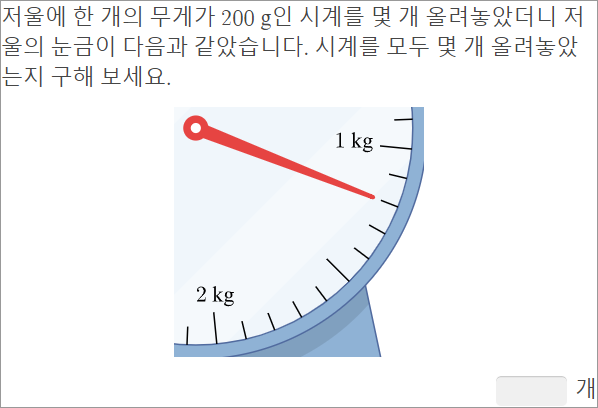 저울에 한 개의 무게가 200 g인 시계를 몇 개 올려놓았더니 저
울의 눈금이 다음과 같았습니다. 시계를 모두 몇 개 올려놓았
는지 구해 보세요.
1 kg
2 kg
개